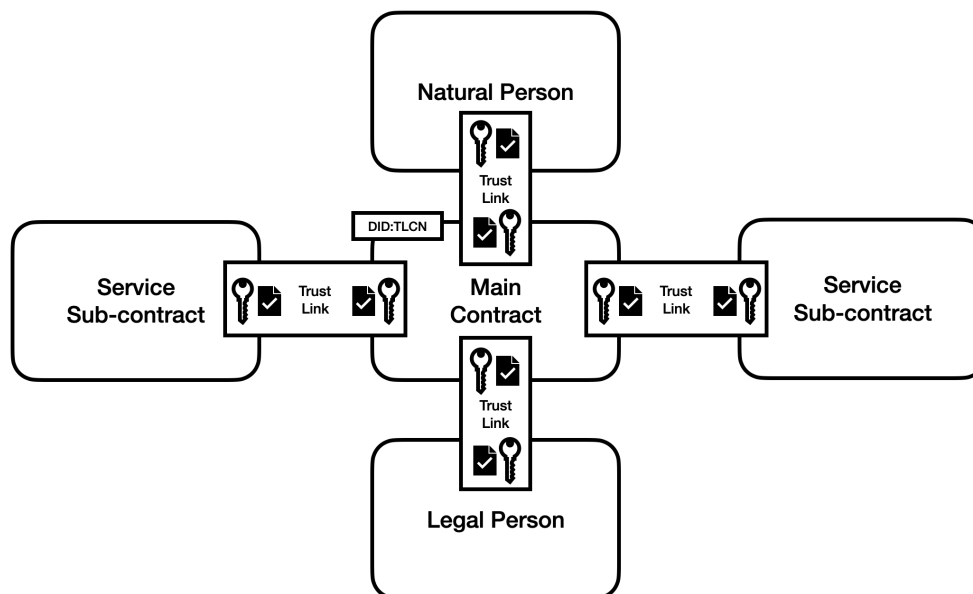 Natural Person
Trust
Link
DID:TLCN
Service
Sub-contract
Trust
Link
Main
Contract
Trust
Link
Service
Sub-contract
Trust
Link
Legal Person